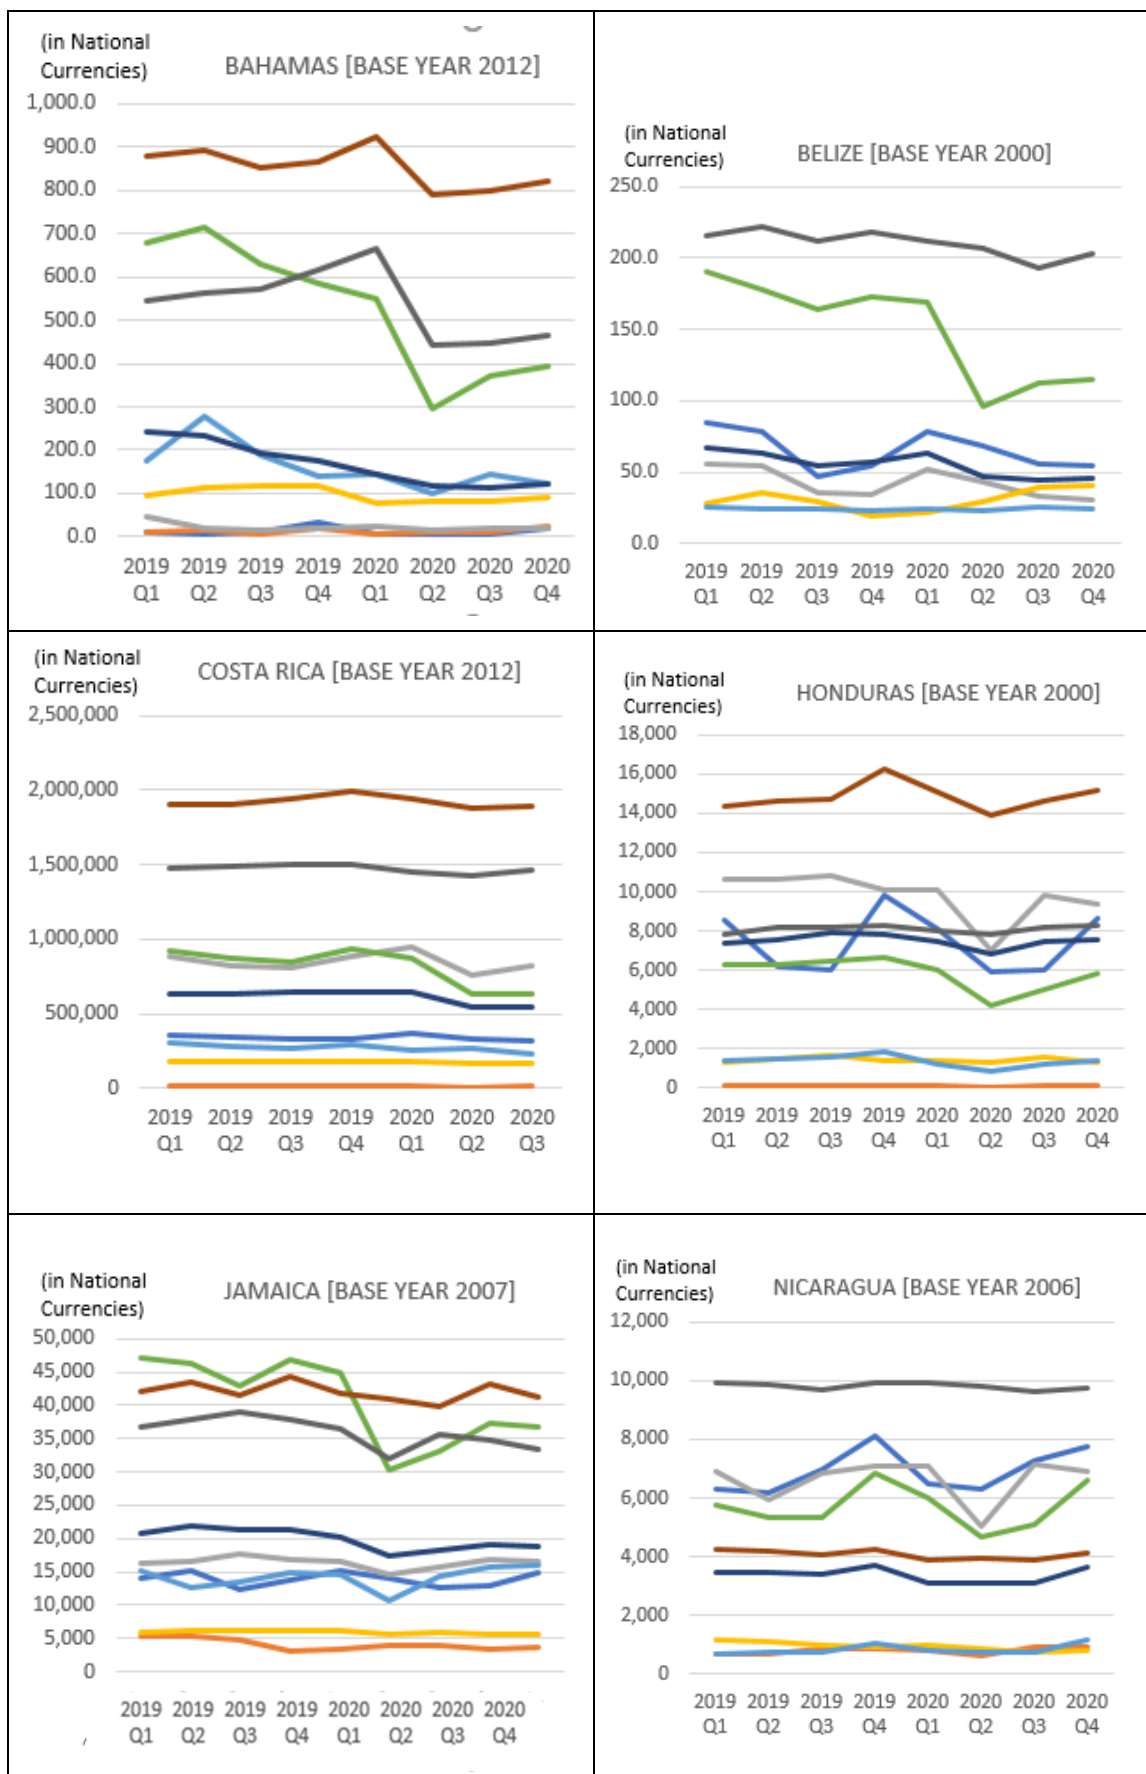 (in National
Currencies)
BAHAMAS [BASE YEAR 2012]
1,000.0
900.0
800.0
700.0
600.0
500.0
400.0
300.0
200.0
100.0
0.0
2019 2019 2019 2019 2020 2020 2020 2020
Q1 Q2 Q3 Q4 Q1 Q2 Q3 Q4
(in National
Currencies)
BELIZE [BASE YEAR 2000]
250.0
200.0
150.0
100.0
50.0
0.0
2019 2019 2019 2019 2020 2020 2020 2020
Q1 Q2 Q3 Q4 Q1 Q2 Q3 Q4
(in National
Currencies)
COSTA RICA [BASE YEAR 2012]
2,500,000
2,000,000
1,500,000
1,000,000
500,000
0
2019 2019 2019 2019 2020 2020 2020
Q1 Q2 Q3 Q4 Q1 Q2 Q3
(in National
Currencies)
HONDURAS [BASE YEAR 2000]
18,000
16,000
14,000
12,000
10,000
8,000
6,000
4,000
2,000
0
2019 2019 2019 2019 2020 2020 2020 2020
Q1 Q2 Q3 Q4 Q1 Q2 Q3 Q4
(in National
Currencies)
JAMAICA [BASE YEAR 2007]
50,000
45,000
40,000
35,000
30,000
25,000
20,000
15,000
10,000
5,000
0
2019 2019 2019 2019 2020 2020 2020 2020
Q1 Q2 Q3 Q4 Q1 Q2 Q3 Q4
(in National
Currencies)
NICARAGUA [BASE YEAR 2006]
12,000
10,000
8,000
6,000
4,000
2,000
0
2019 2019 2019 2019 2020 2020 2020 2020
Q1 Q2 Q3 Q4 Q1 Q2 Q3 Q4